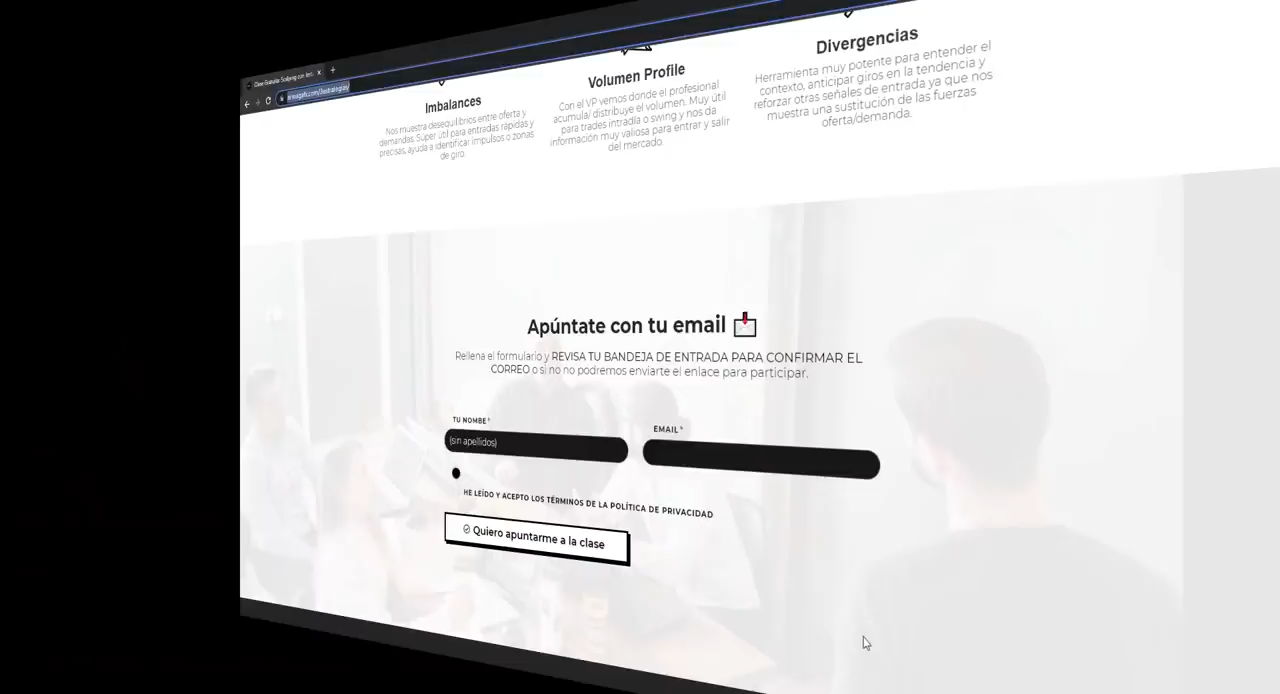 Clase Gratuita: Scalping con
Imbalances
Nos muestra desequilibrios entre oferta y
demandas. Súper útil para entradas rápidas y
precisas, ayuda a identificar impulsos o zonas
de giro.
Volumen Profile
Con el VP vemos donde el profesional
acumula/ distribuye el volumen. Muy útil
para trades intradía o swing y nos da
información muy valiosa para entrar y salir
del mercado.
Divergencias
Herramienta muy potente para entender el
contexto, anticipar giros en la tendencia y
reforzar otras señales de entrada ya que nos
muestra una sustitución de las fuerzas
oferta/demanda.
Apúntate con tu email
Rellena el formulario y REVISA TU BANDEJA DE ENTRADA PARA CONFIRMAR EL
CORREO o si no no podremos enviarte el enlace para participar.
TU NOMBRE*
(sin apellidos)
EMAIL*
HE LEÍDO Y ACEPTO LOS TÉRMINOS DE LA POLÍTICA DE PRIVACIDAD
Quiero apuntarme a la clase